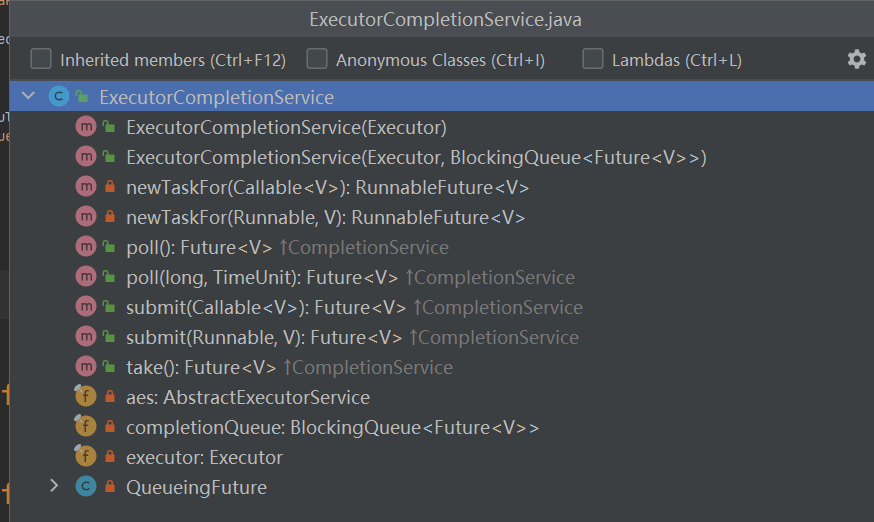 ExecutorCompletionService.java
Inherited members (Ctrl+F12) Anonymous Classes (Ctrl+I) Lambdas (Ctrl+L)
ExecutorCompletionService
ExecutorCompletionService(Executor)
ExecutorCompletionService(Executor, BlockingQueue<Future<V>>)
newTaskFor(Callable<V>): RunnableFuture<V>
newTaskFor(Runnable, V): RunnableFuture<V>
poll(): Future<V> ↑CompletionService
poll(long, TimeUnit): Future<V> ↑CompletionService
submit(Callable<V>): Future<V> ↑CompletionService
submit(Runnable, V): Future<V> ↑CompletionService
take(): Future<V> ↑CompletionService
aes: AbstractExecutorService
completionQueue: BlockingQueue<Future<V>>
executor: Executor
QueueingFuture